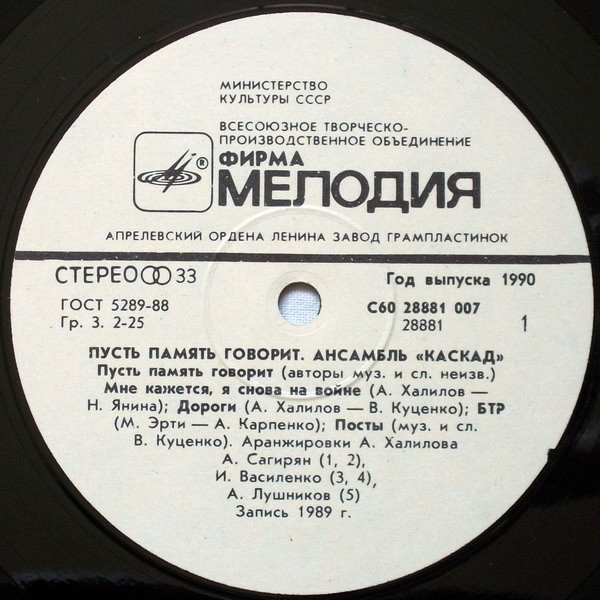 МИНИСТЕРСТВО
КУЛЬТУРЫ СССР
ВСЕСОЮЗНОЕ ТВОРЧЕСКО-
ПРОИЗВОДСТВЕННОЕ ОБЪЕДИНЕНИЕ
ФИРМА
® МЕЛОДИЯ
АПРЕЛЕВСКИЙ ОРДЕНА ЛЕНИНА ЗАВОД ГРАМПЛАСТИНОК
СТЕРЕО 33 Год выпуска 1990
ГОСТ 5289-88 С60 28881 007
Гр. 3. 2-25 28881 1
ПУСТЬ ПАМЯТЬ ГОВОРИТ. АНСАМБЛЬ «КАСКАД»
Пусть память говорит (авторы муз. и сл. неизв.)
Мне кажется, я снова на войне (А. Халилов —
Н. Янина); Дороги (А. Халилов — В. Куценко); БТР
(М. Эрти — А. Карпенко); Посты (муз. и сл.
В. Куценко). Аранжировки А. Халилова
А. Сагирян (1, 2),
И. Василенко (3, 4),
А. Лушников (5)
Запись 1989 г.